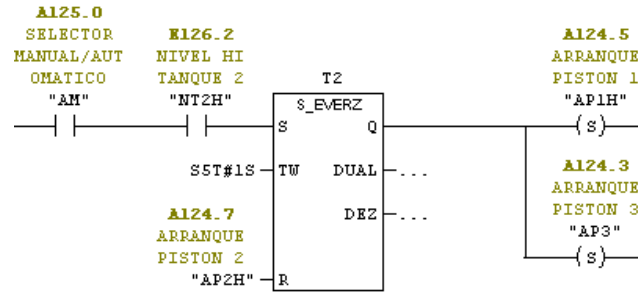 A125.0
SELECTOR
MANUAL/AUT
OMATICO
"AM"
E126.2
NIVEL HI
TANQUE 2
"NT2H"
T2
S_EVERZ
S
Q
S5T#1S
TW
DUAL
...
DEZ
...
A124.7
ARRANQUE
PISTON 2
"AP2H"
R
A124.5
ARRANQUE
PISTON 1
"AP1H"
(S)
A124.3
ARRANQUE
PISTON 3
"AP3"
(S)